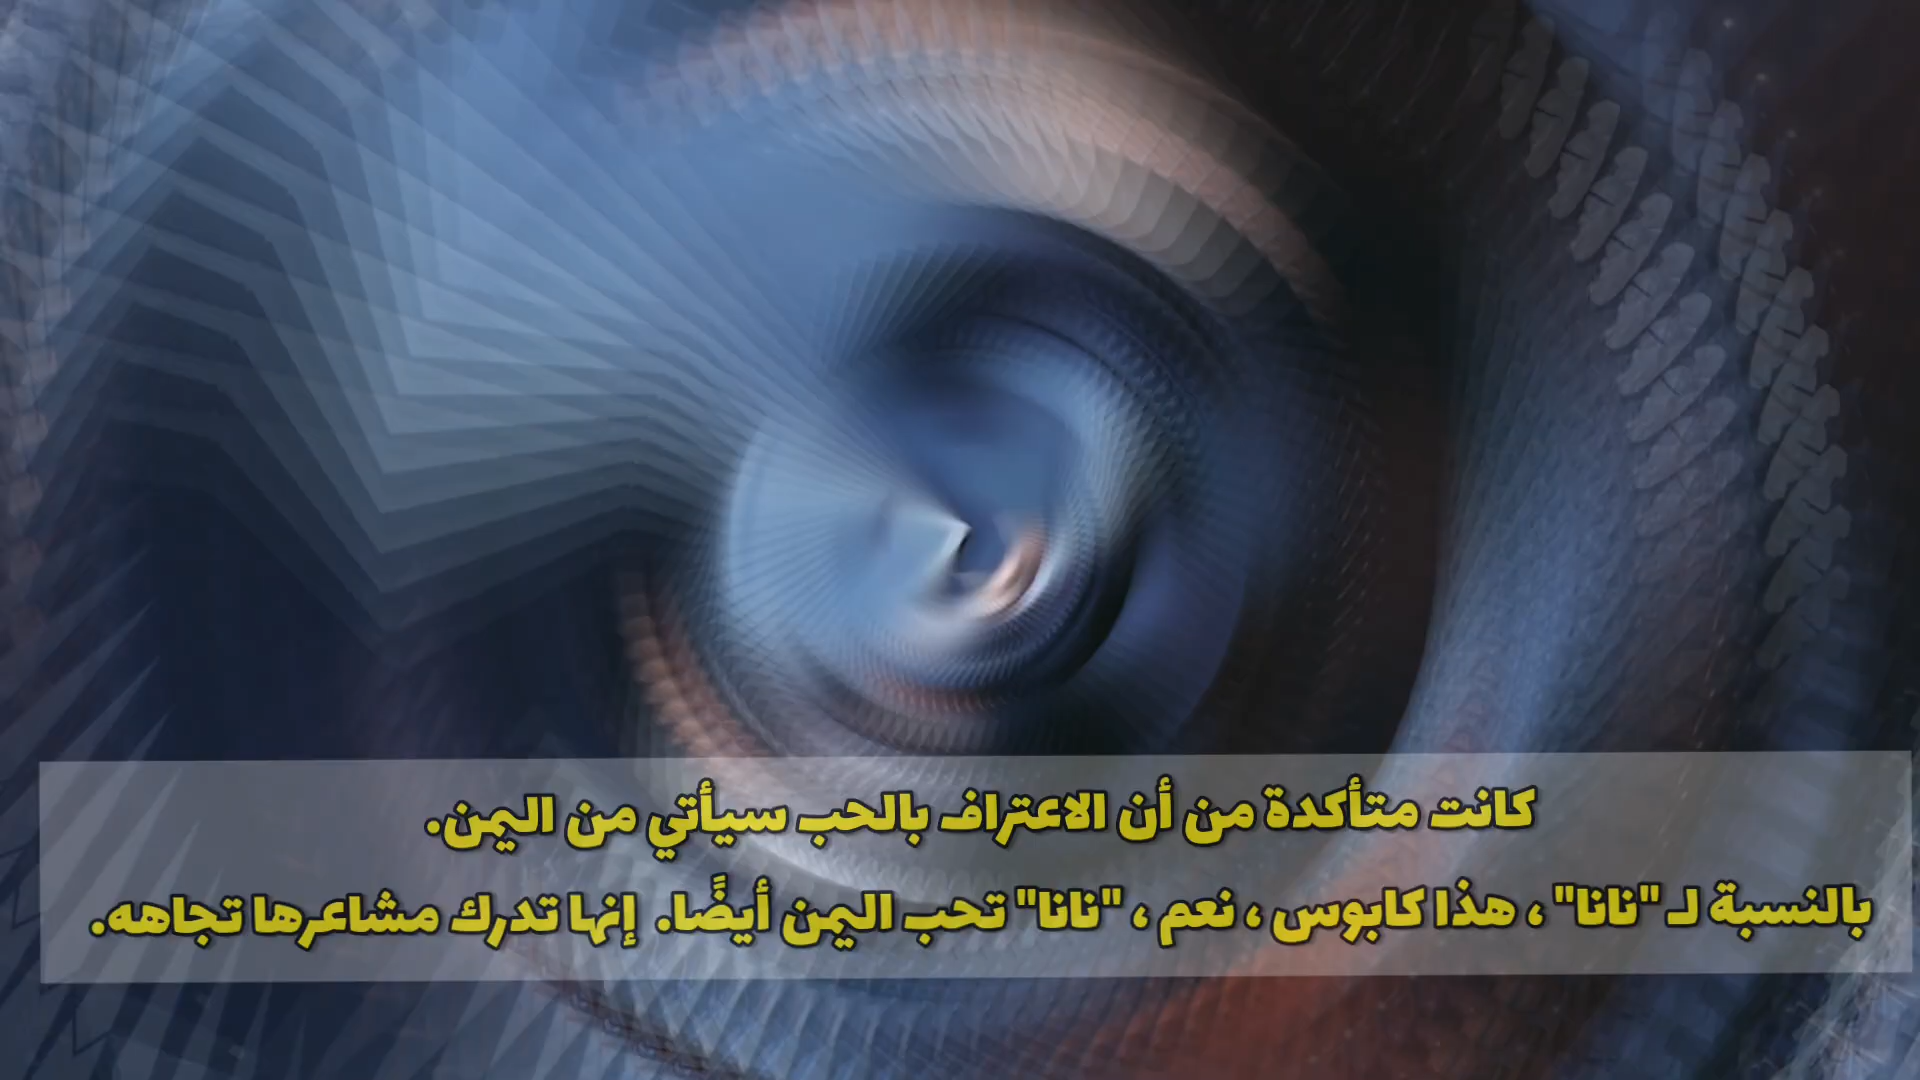 كانت متأكدة من أن الاعتراف بالحب سيأتي من اليمن.
بالنسبة لـ "نانا" ، هذا كابوس ، نعم ، "نانا" تحب اليمن أيضًا. إنها تدرك مشاعرها تجاهه.